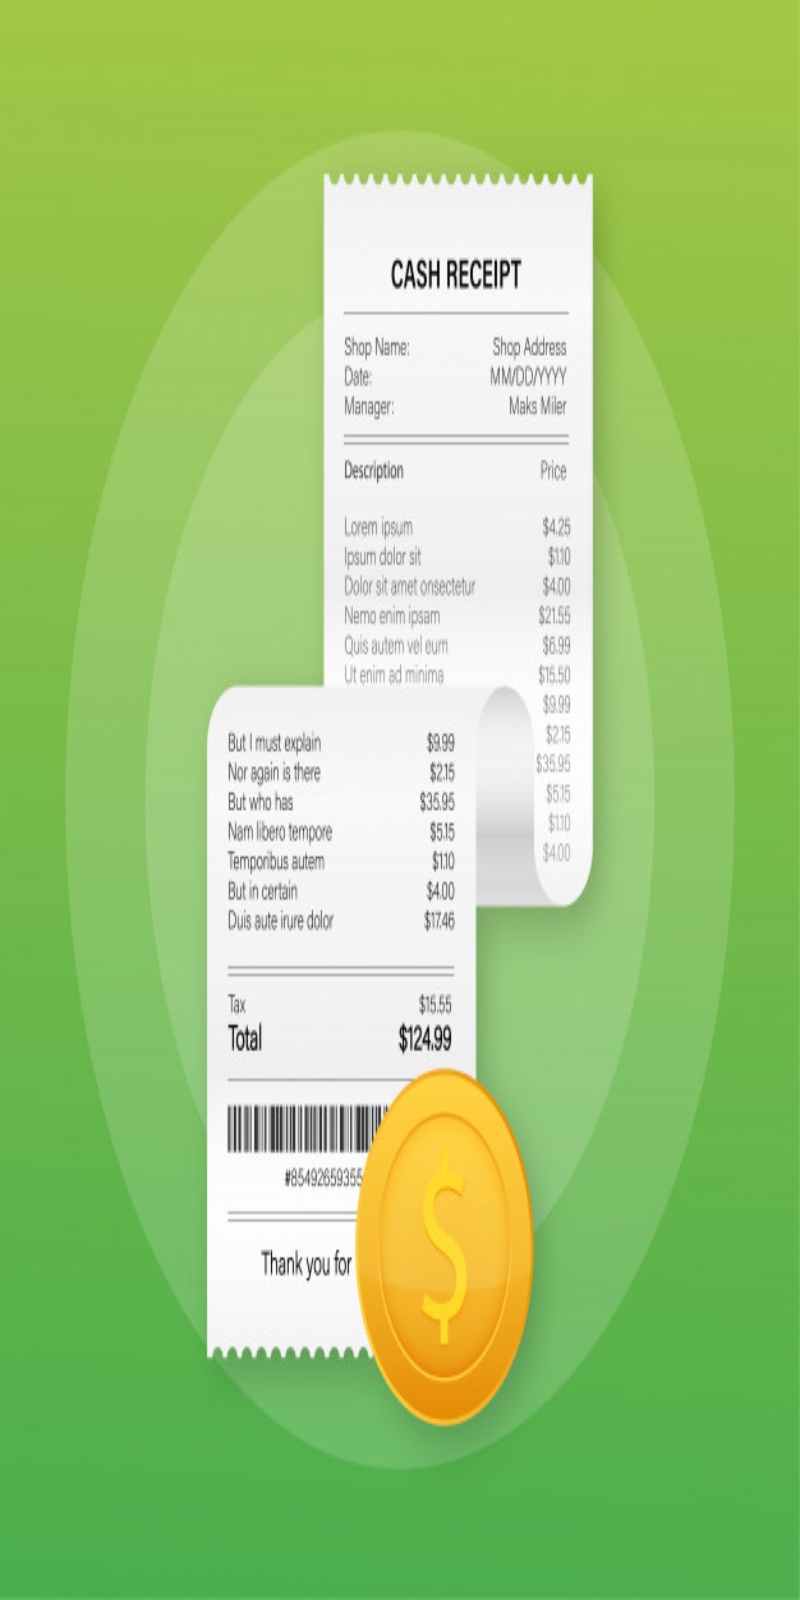 CASH RECEIPT
Shop Name: Shop Address
Date: MM/DD/YYYY
Manager: Maks Miler
Description Price
Lorem ipsum $4.25
Ipsum dolor sit $1.10
Dolor sit amet onsectetur $4.00
Nemo enim ipsam $21.55
Quis autem vel eum $6.99
Ut enim ad minima $15.50
$9.99
$2.15
$35.95
$5.15
$1.10
$4.00
But I must explain $9.99
Nor again is there $2.15
But who has $35.95
Nam libero tempore $5.15
Temporibus autem $1.10
But in certain $4.00
Duis aute irure dolor $17.46
Tax $15.55
Total $124.99
#85492659355
Thank you for
$